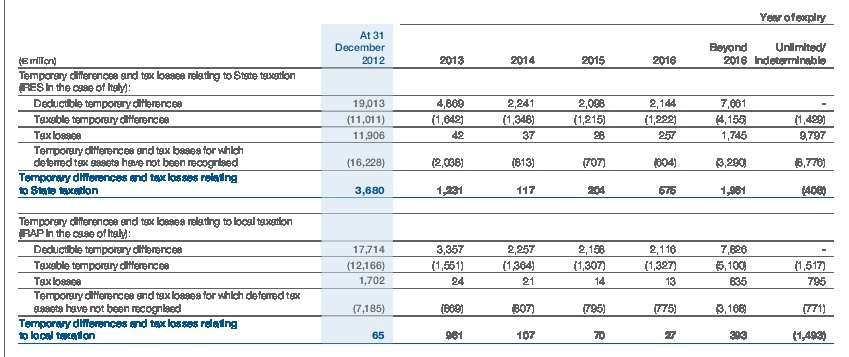 Year of expiry
At 31
December
Beyond Unlimited/
(€ million) 2012 2013 2014 2015 2016 2016 Indeterminable
Temporary differences and tax losses relating to State taxation
(IRES in the case of Italy):
Deductible temporary differences 19,013 4,869 2,241 2,098 2,144 7,661 -
Taxable temporary differences (11,011) (1,642) (1,348) (1,215) (1,222) (4,155) (1,429)
Tax losses 11,906 42 37 28 257 1,745 9,797
Temporary differences and tax losses for which
deferred tax assets have not been recognised (16,228) (2,038) (813) (707) (604) (3,290) (8,776)
Temporary differences and tax losses relating
to State taxation 3,680 1,231 117 204 575 1,961 (408)
Temporary differences and tax losses relating to local taxation
(IRAP in the case of Italy):
Deductible temporary differences 17,714 3,357 2,257 2,158 2,116 7,826 -
Taxable temporary differences (12,166) (1,551) (1,364) (1,307) (1,327) (5,100) (1,517)
Tax losses 1,702 24 21 14 13 835 795
Temporary differences and tax losses for which deferred tax
assets have not been recognised (7,185) (869) (807) (795) (775) (3,168) (771)
Temporary differences and tax losses relating
to local taxation 65 961 107 70 27 393 (1,493)